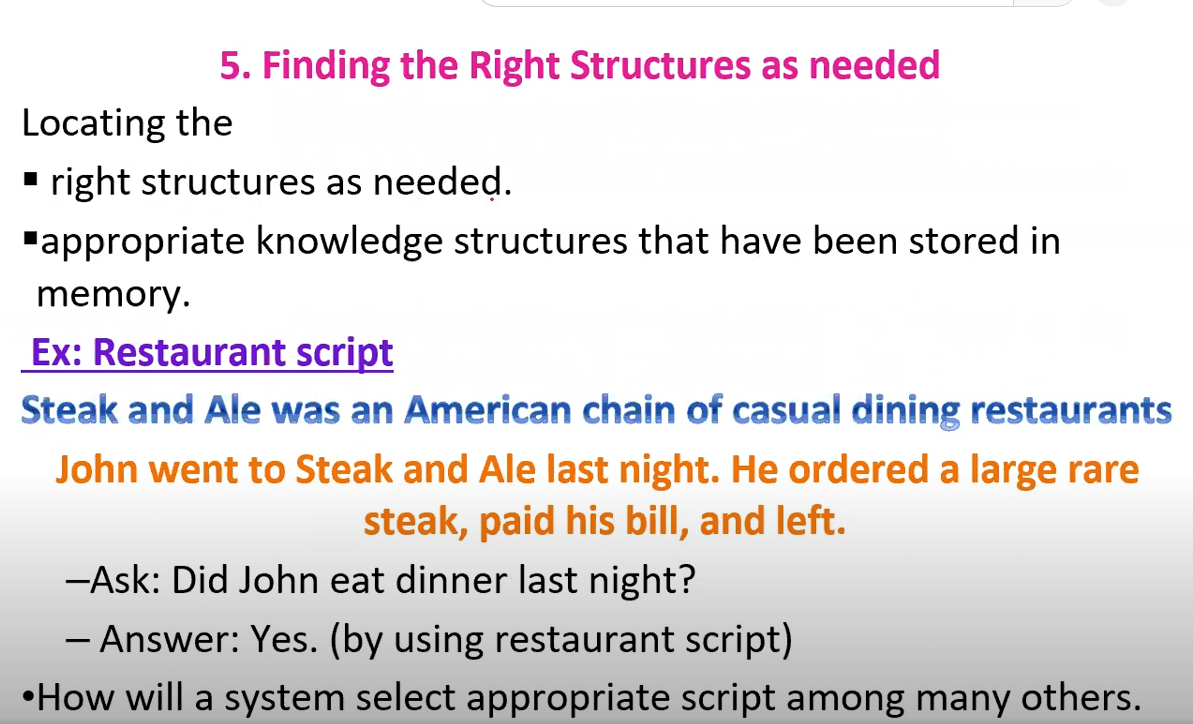 5. Finding the Right Structures as needed
Locating the
▪ right structures as needed.
▪appropriate knowledge structures that have been stored in
memory.
Ex: Restaurant script
Steak and Ale was an American chain of casual dining restaurants
John went to Steak and Ale last night. He ordered a large rare
steak, paid his bill, and left.
–Ask: Did John eat dinner last night?
– Answer: Yes. (by using restaurant script)
•How will a system select appropriate script among many others.